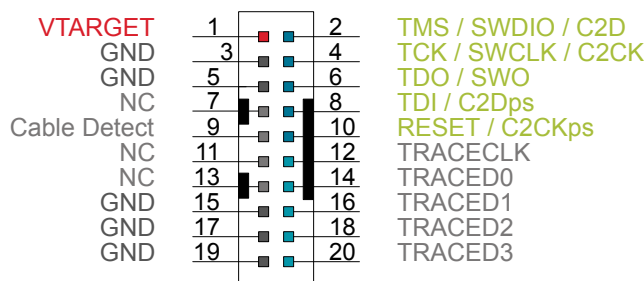 VTARGET 1 2 TMS / SWDIO / C2D
GND 3 4 TCK / SWCLK / C2CK
GND 5 6 TDO / SWO
NC 7 8 TDI / C2Dps
Cable Detect 9 10 RESET / C2CKps
NC 11 12 TRACECLK
NC 13 14 TRACED0
GND 15 16 TRACED1
GND 17 18 TRACED2
GND 19 20 TRACED3